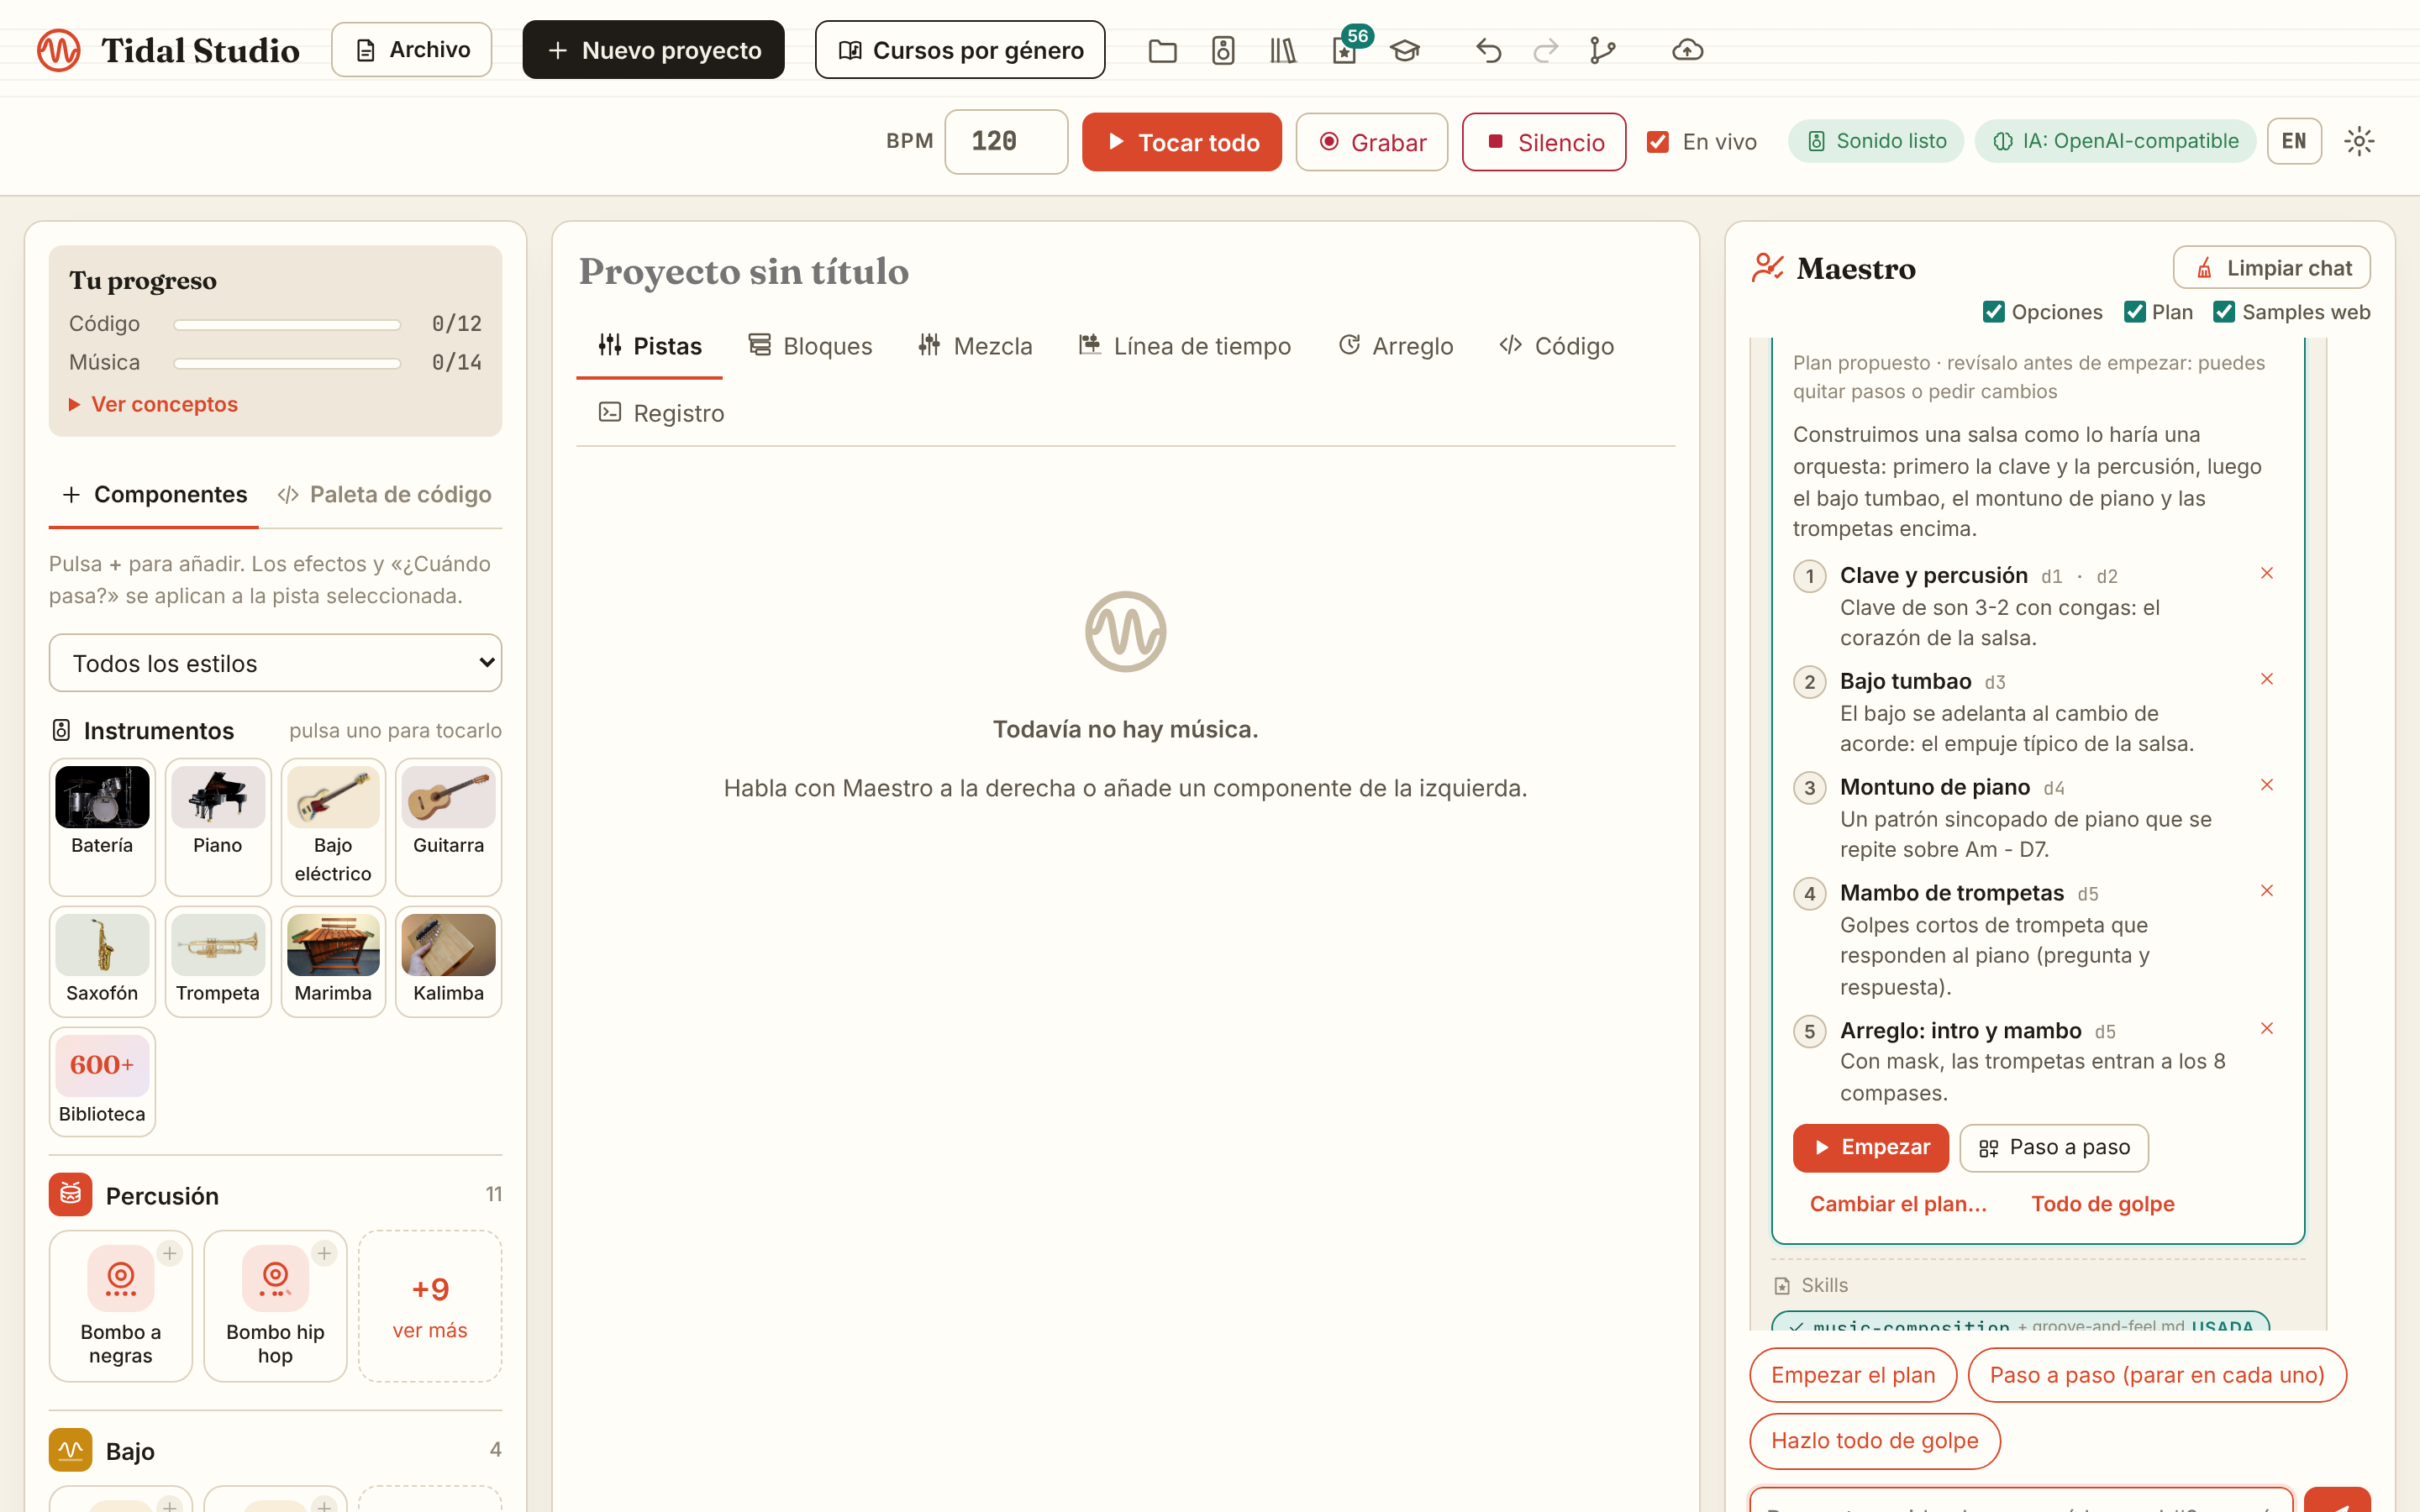 Tidal Studio
Archivo
Nuevo proyecto
Cursos por género
56
BPM
120
Tocar todo
Grabar
Silencio
En vivo
Sonido listo
IA: OpenAI-compatible
EN
Tu progreso
Código 0/12
Música 0/14
Ver conceptos
Componentes
Paleta de código
Pulsa + para añadir. Los efectos y «¿Cuándo
pasa?» se aplican a la pista seleccionada.
Todos los estilos
Instrumentos
pulsa uno para tocarlo
Batería
Piano
Bajo
eléctrico
Guitarra
Saxofón
Trompeta
Marimba
Kalimba
600+
Biblioteca
Percusión 11
Bombo a
negras
Bombo hip
hop
+9
ver más
Bajo 4
Proyecto sin título
Pistas
Bloques
Mezcla
Línea de tiempo
Arreglo
Código
Registro
Todavía no hay música.
Habla con Maestro a la derecha o añade un componente de la izquierda.
Maestro
Limpiar chat
Opciones
Plan
Samples web
Plan propuesto · revísalo antes de empezar: puedes
quitar pasos o pedir cambios
Construimos una salsa como lo haría una
orquesta: primero la clave y la percusión, luego
el bajo tumbao, el montuno de piano y las
trompetas encima.
1 Clave y percusión d1 · d2
Clave de son 3-2 con congas: el
corazón de la salsa.
2 Bajo tumbao d3
El bajo se adelanta al cambio de
acorde: el empuje típico de la salsa.
3 Montuno de piano d4
Un patrón sincopado de piano que se
repite sobre Am - D7.
4 Mambo de trompetas d5
Golpes cortos de trompeta que
responden al piano (pregunta y
respuesta).
5 Arreglo: intro y mambo d5
Con mask, las trompetas entran a los 8
compases.
Empezar
Paso a paso
Cambiar el plan...
Todo de golpe
Skills
music-composition + groove-and-feel.md USADA
Empezar el plan
Paso a paso (parar en cada uno)
Hazlo todo de golpe